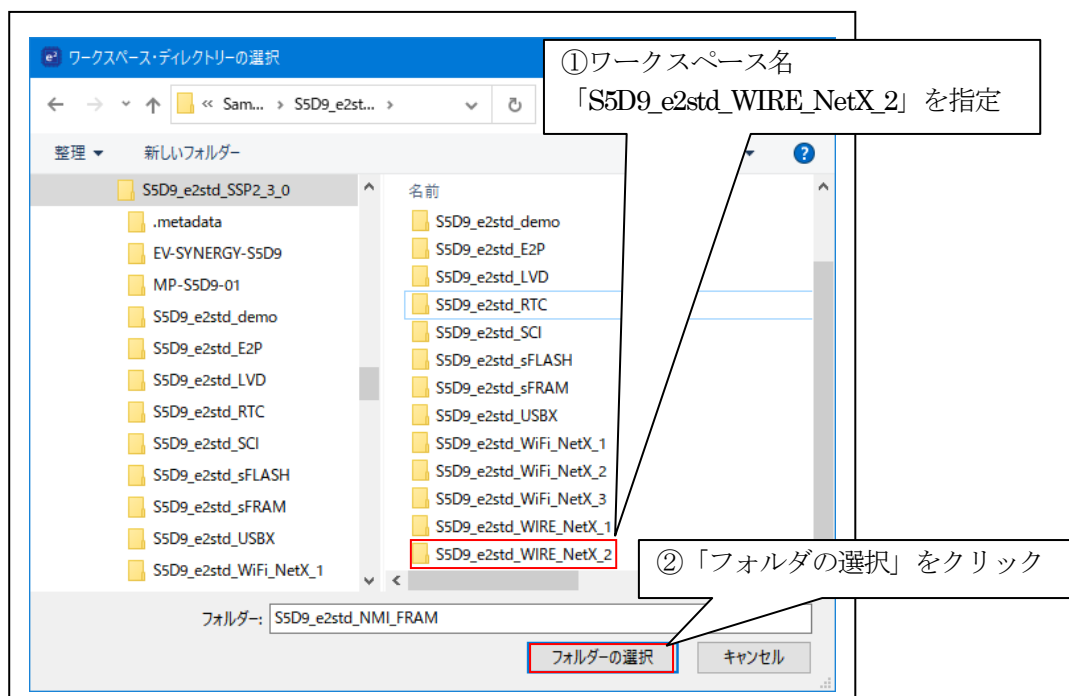 ワークスペース・ディレクトリーの選択
①ワークスペース名
「S5D9_e2std_WIRE_NetX_2」を指定
« Sam... › S5D9_e2st... ›
整理 新しいフォルダー
S5D9_e2std_SSP2_3_0
.metadata
EV-SYNERGY-S5D9
MP-S5D9-01
S5D9_e2std_demo
S5D9_e2std_E2P
S5D9_e2std_LVD
S5D9_e2std_RTC
S5D9_e2std_SCI
S5D9_e2std_sFLASH
S5D9_e2std_sFRAM
S5D9_e2std_USBX
S5D9_e2std_WiFi_NetX_1
名前
S5D9_e2std_demo
S5D9_e2std_E2P
S5D9_e2std_LVD
S5D9_e2std_RTC
S5D9_e2std_SCI
S5D9_e2std_sFLASH
S5D9_e2std_sFRAM
S5D9_e2std_USBX
S5D9_e2std_WiFi_NetX_1
S5D9_e2std_WiFi_NetX_2
S5D9_e2std_WiFi_NetX_3
S5D9_e2std_WIRE_NetX_1
S5D9_e2std_WIRE_NetX_2
②「フォルダの選択」をクリック
フォルダー: S5D9_e2std_NMI_FRAM
フォルダーの選択 キャンセル